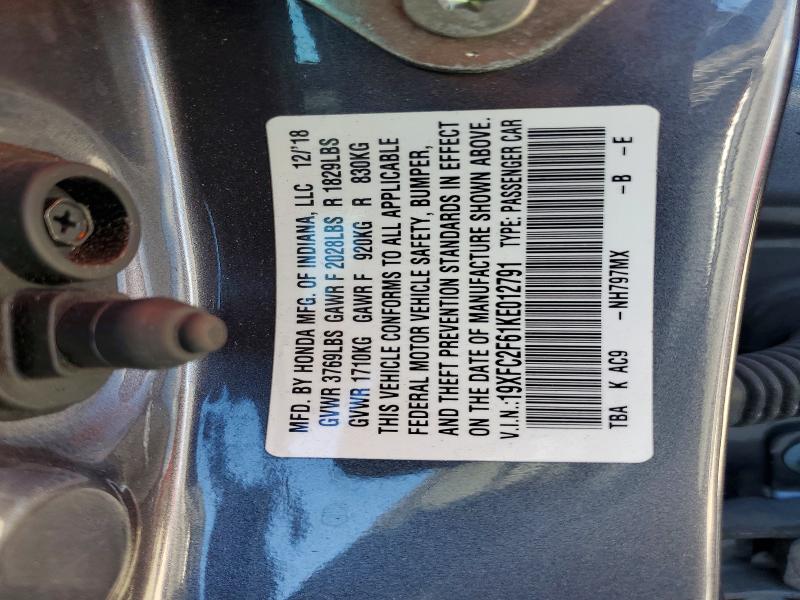 MFD. BY HONDA MFG. OF INDIANA, LLC 12/'18
GVWR 3769LBS GAWR F 2028LBS R 1829LBS
GVWR 1710KG GAWR F 920KG R 830KG
THIS VEHICLE CONFORMS TO ALL APPLICABLE
FEDERAL MOTOR VEHICLE SAFETY, BUMPER,
AND THEFT PREVENTION STANDARDS IN EFFECT
ON THE DATE OF MANUFACTURE SHOWN ABOVE.
V.I.N.:19XFC2F61KE012791 TYPE: PASSENGER CAR
TBA K AC9 -NH797MX -B -E